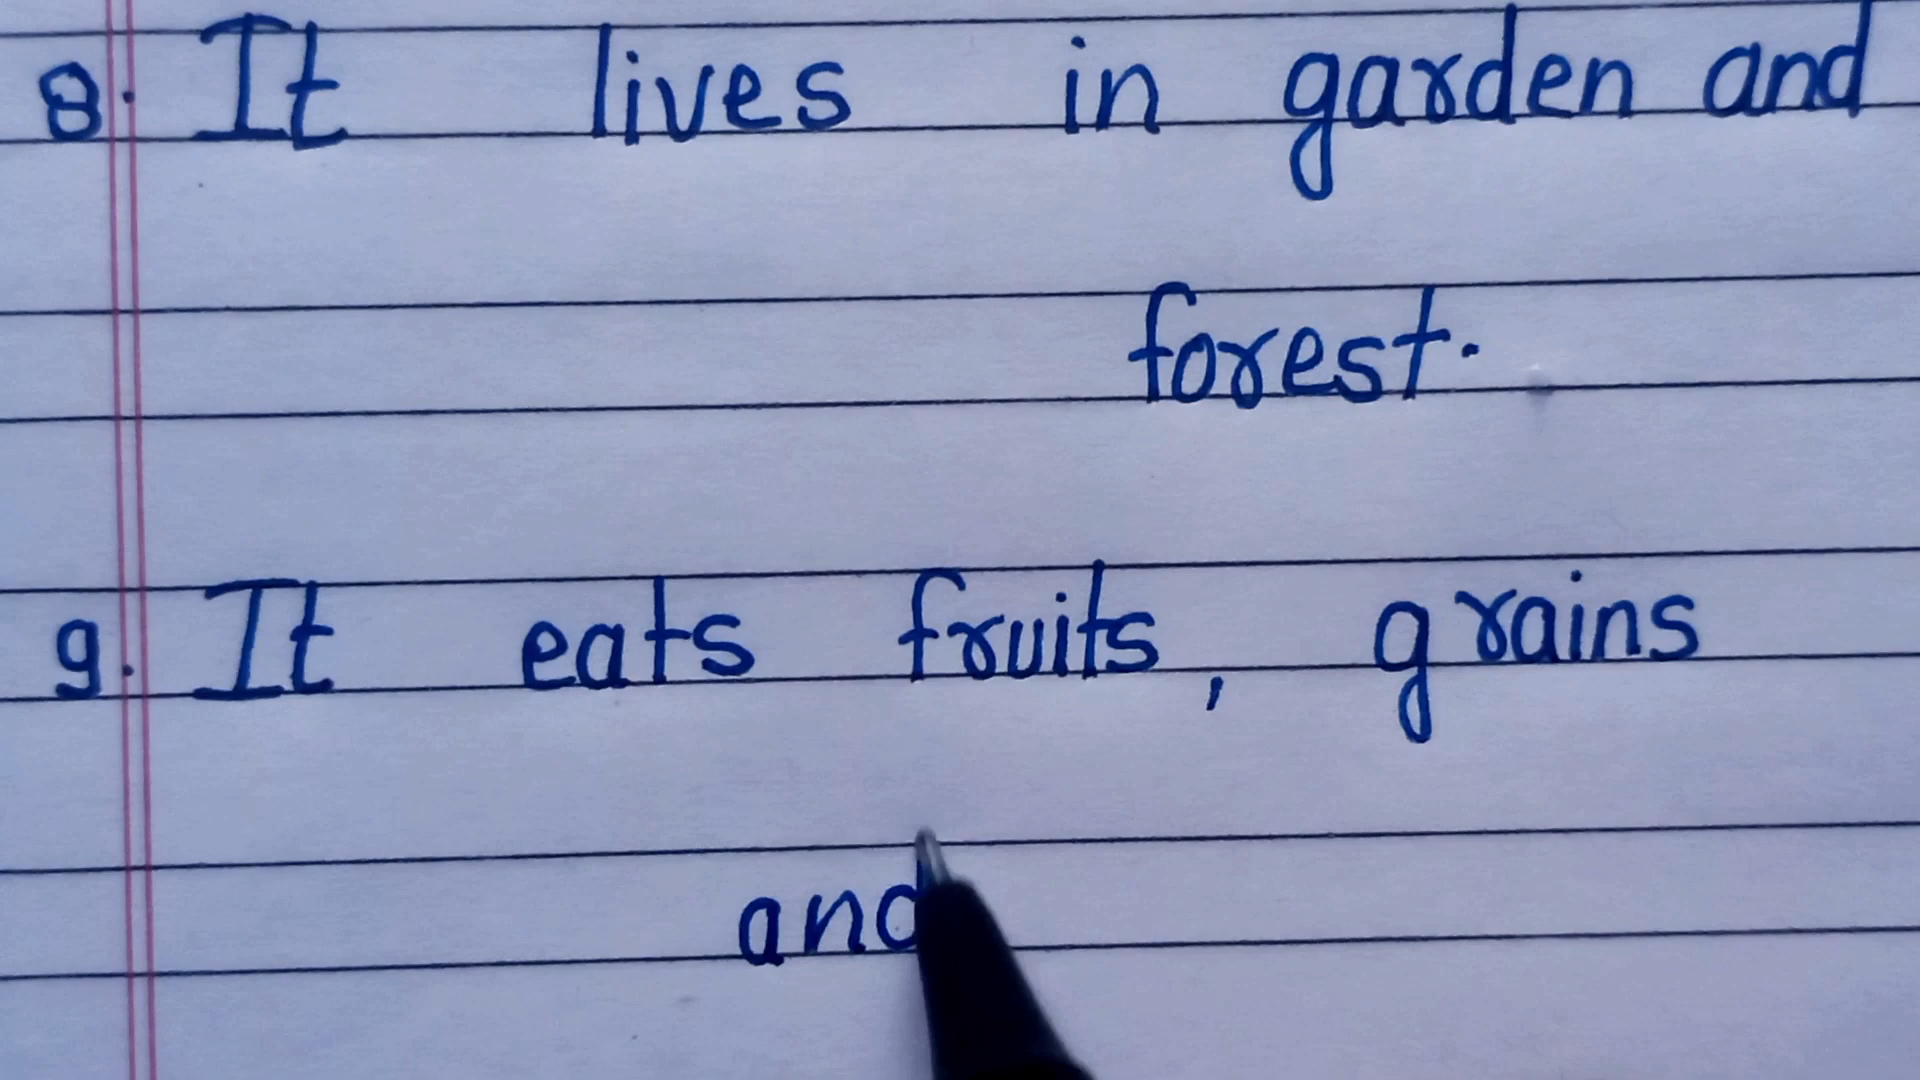 8. It lives in garden and
forest.
9. It eats fruits, grains
and